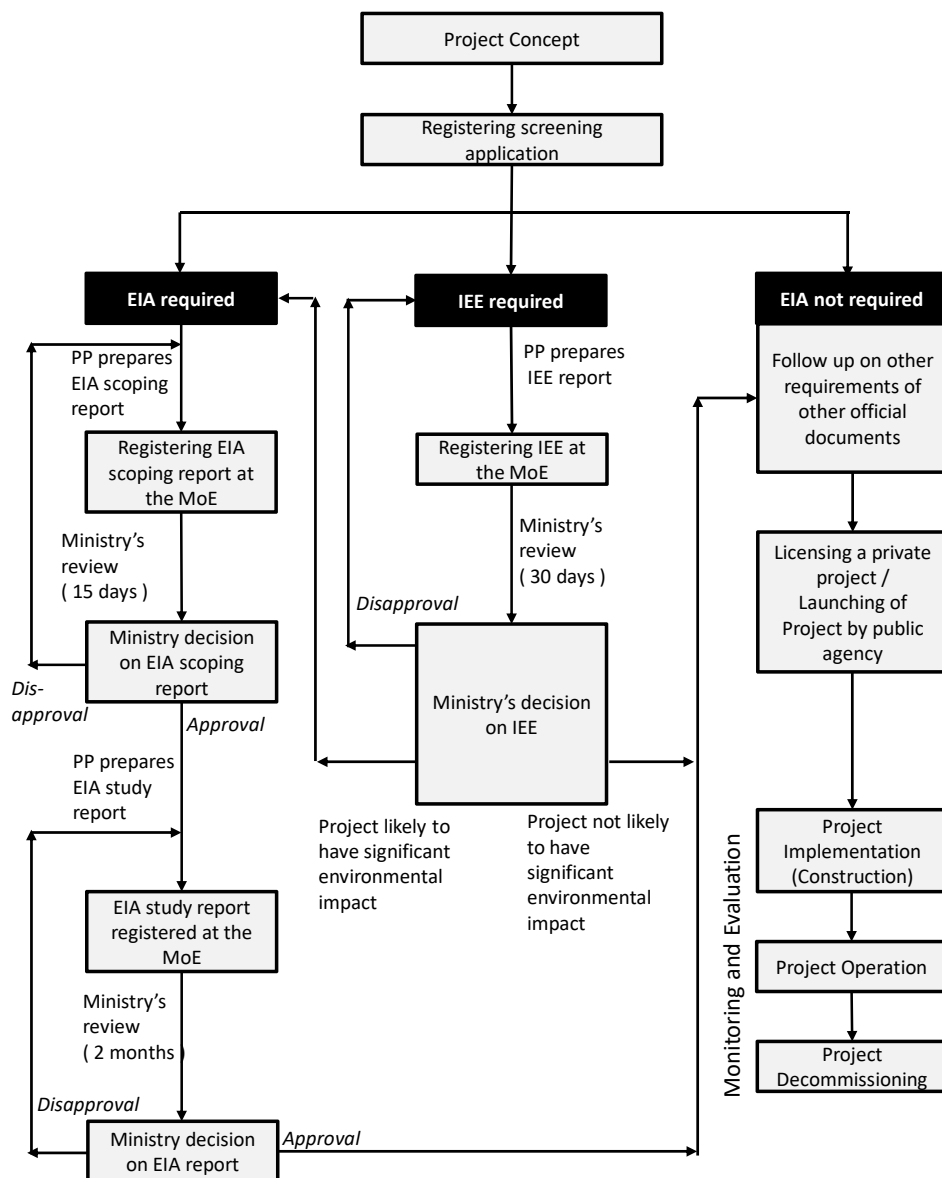 Project Concept
Registering screening
application
EIA required
IEE required
EIA not required
PP prepares
EIA scoping
report
Registering EIA
scoping report at
the MoE
Ministry's
review
( 15 days )
Ministry decision
on EIA scoping
report
Dis-
approval
Approval
PP prepares
EIA study
report
EIA study report
registered at the
MoE
Ministry's
review
( 2 months )
Disapproval
Ministry decision
on EIA report
Approval
PP prepares
IEE report
Registering IEE at
the MoE
Ministry's
review
( 30 days )
Disapproval
Ministry's decision
on IEE
Project likely to
have significant
environmental
impact
Project not likely to
have
significant
environmental
impact
Follow up on other
requirements of
other official
documents
Licensing a private
project /
Launching of
Project by public
agency
Monitoring and Evaluation
Project
Implementation
(Construction)
Project Operation
Project
Decommissioning